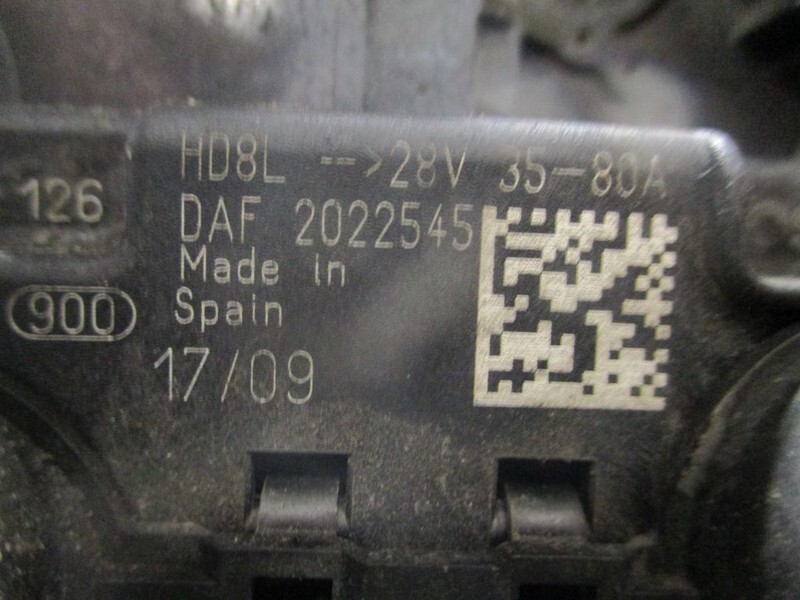 HD8L -->28V 35-80A
126
DAF 2022545
Made in
900
Spain
17/09